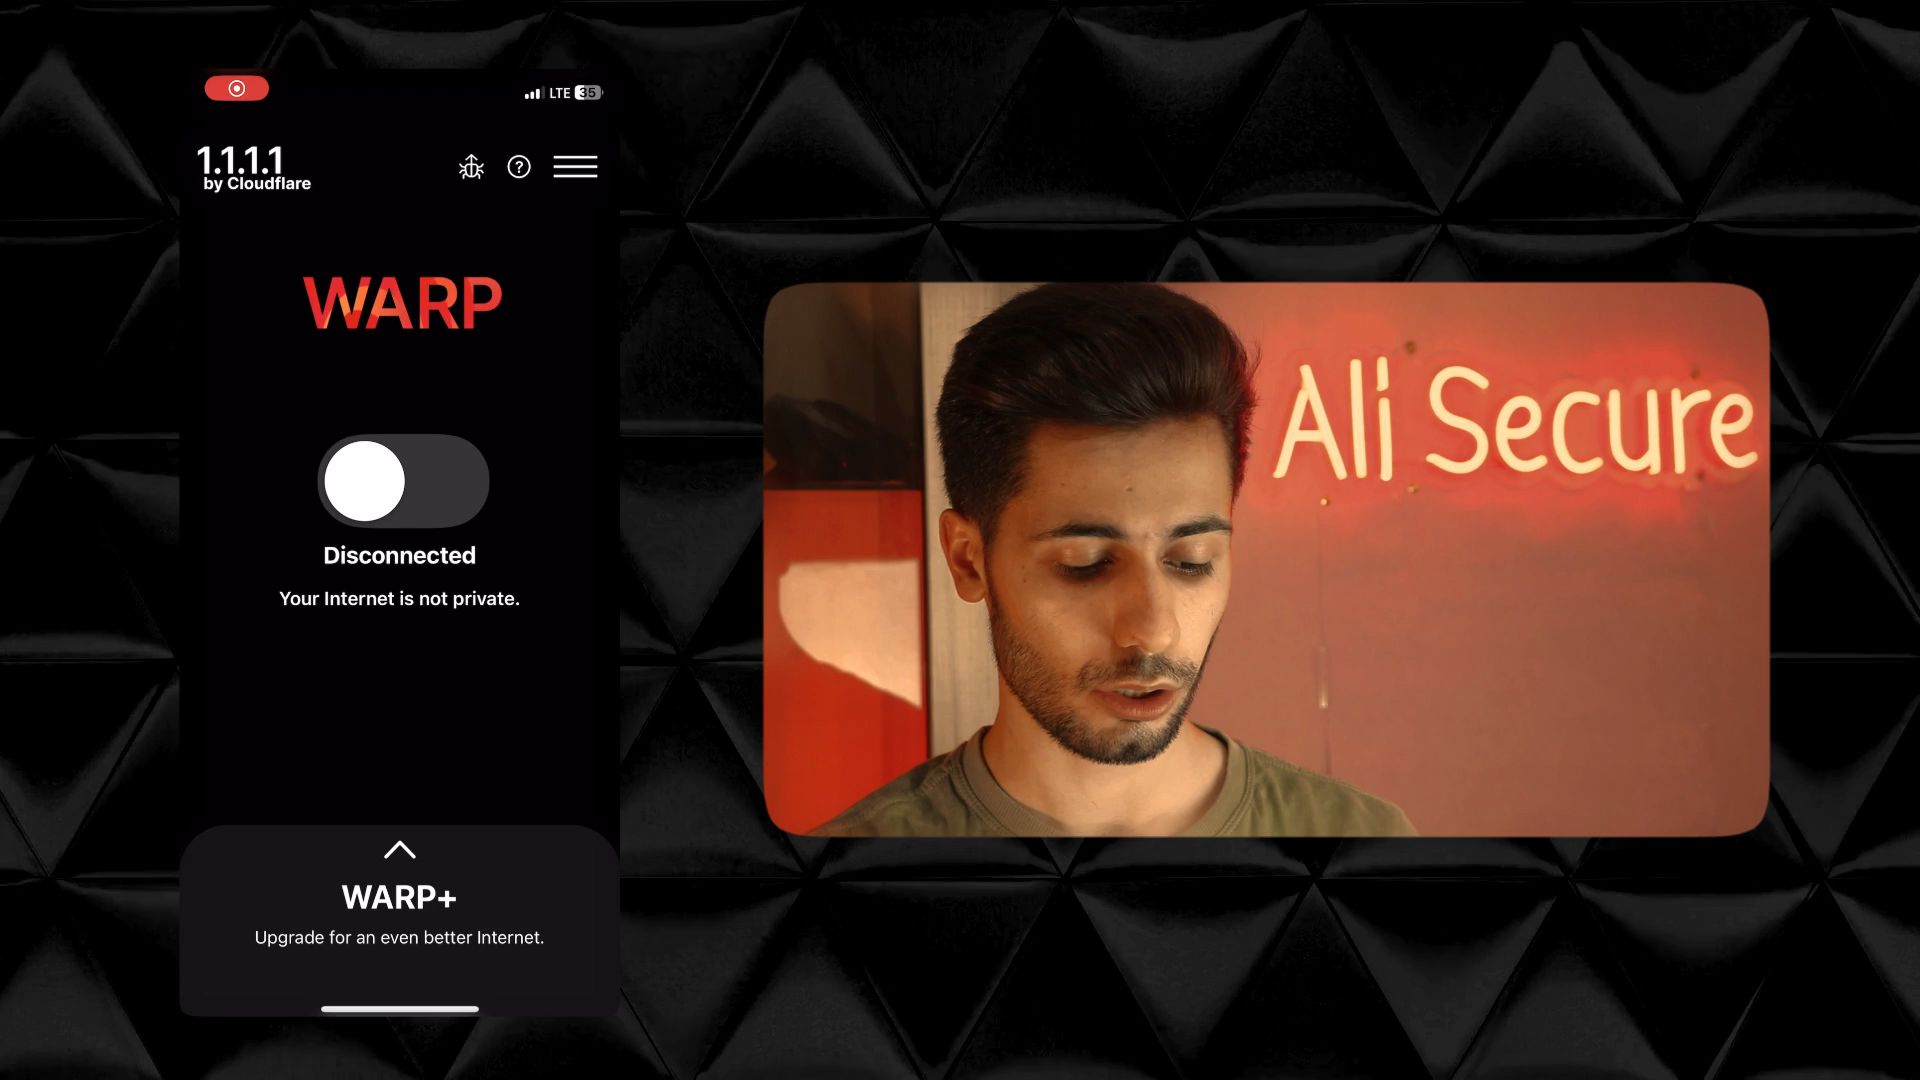 LTE 35
1.1.1.1
by Cloudflare
WARP
Disconnected
Your Internet is not private.
WARP+
Upgrade for an even better Internet.
Ali Secure